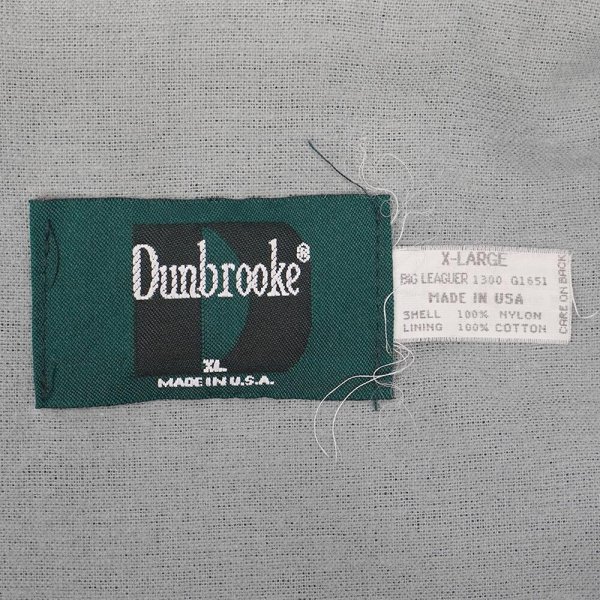 Dunbrooke®
XL
MADE IN U.S.A.
X-LARGE
BIG LEAGUER 1300 G1651
MADE IN USA
SHELL 100% NYLON
LINING 100% COTTON
CARE ON BACK